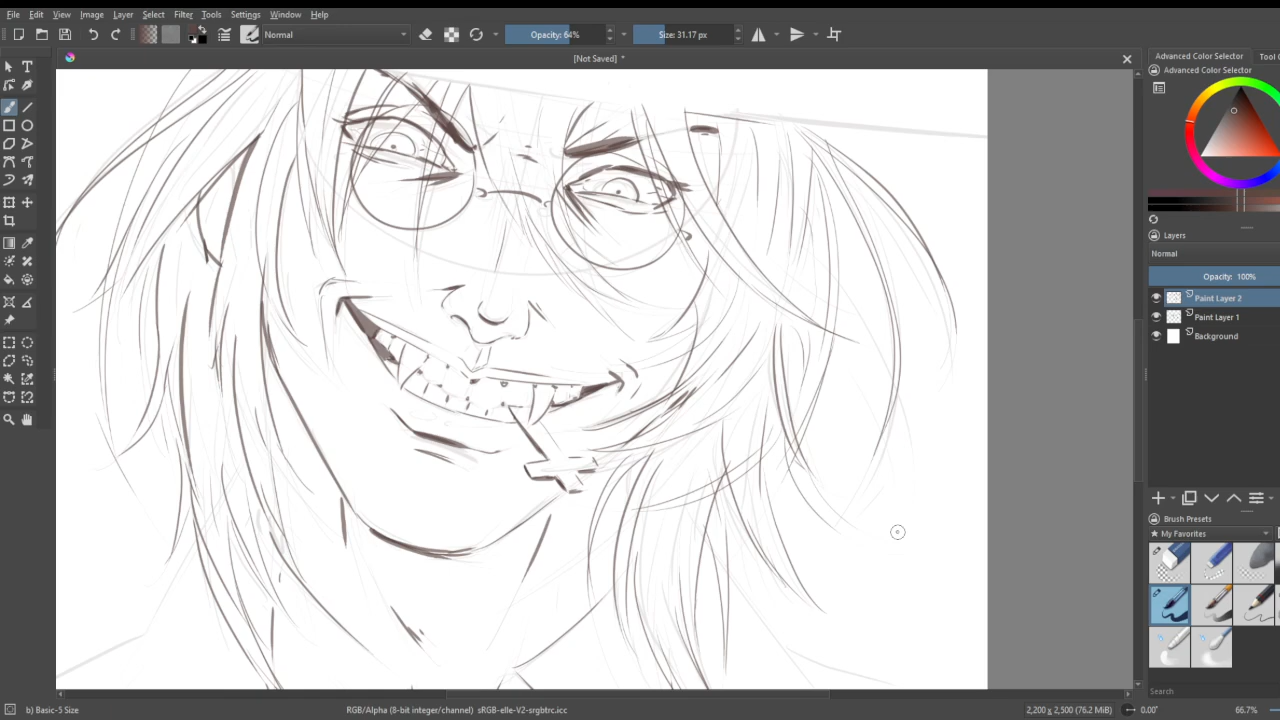 File Edit View Image Layer Select Filter Tools Settings Window Help
Normal
Opacity: 64%
Size: 31.17 px
[Not Saved] *
Advanced Color Selector
Tool
Advanced Color Selector
Layers
Normal
Opacity: 100%
Paint Layer 2
Paint Layer 1
Background
Brush Presets
★ My Favorites
Search
b) Basic-5 Size
RGB/Alpha (8-bit integer/channel) sRGB-elle-V2-srgbtrc.icc
2,200 x 2,500 (76.2 MiB)
0.00°
66.7%